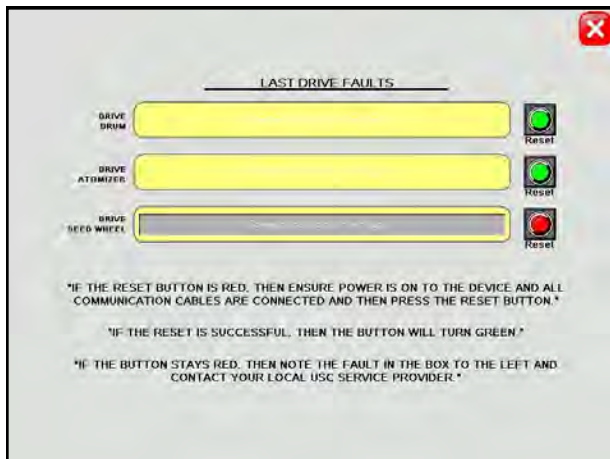 LAST DRIVE FAULTS
DRIVE
DRUM
Reset
DRIVE
ATOMIZER
Reset
DRIVE
SEED WHEEL
Reset
*IF THE RESET BUTTON IS RED, THEN ENSURE POWER IS ON TO THE DEVICE AND ALL
COMMUNICATION CABLES ARE CONNECTED AND THEN PRESS THE RESET BUTTON.*
*IF THE RESET IS SUCCESSFUL, THEN THE BUTTON WILL TURN GREEN.*
*IF THE BUTTON STAYS RED, THEN NOTE THE FAULT IN THE BOX TO THE LEFT AND
CONTACT YOUR LOCAL USC SERVICE PROVIDER.*